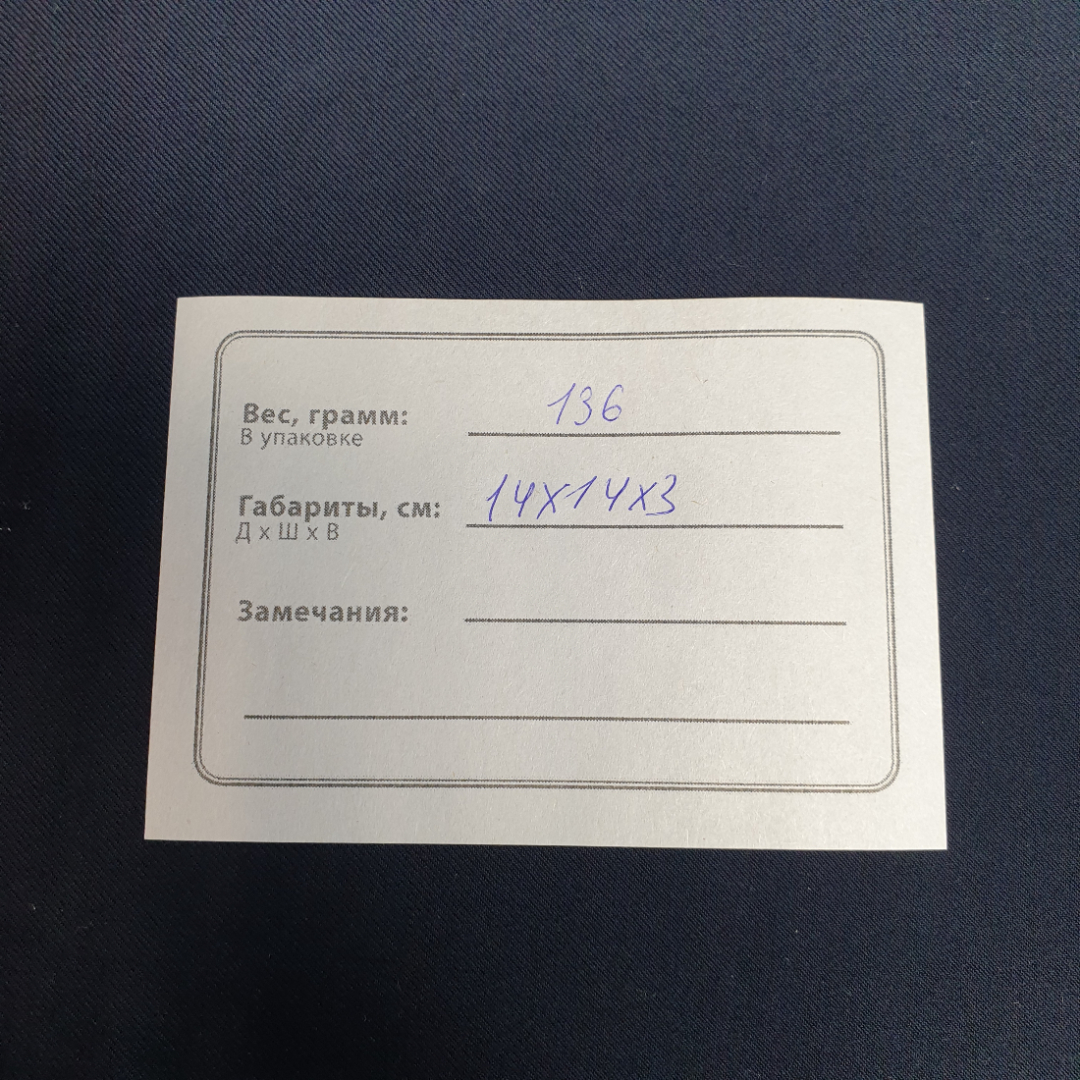 Вес, грамм: 136
В упаковке
Габариты, см: 14х14х3
Д х Ш х В
Замечания: